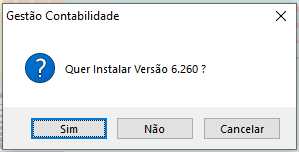 Gestão Contabilidade
Quer Instalar Versão 6.260 ?
Sim
Não
Cancelar